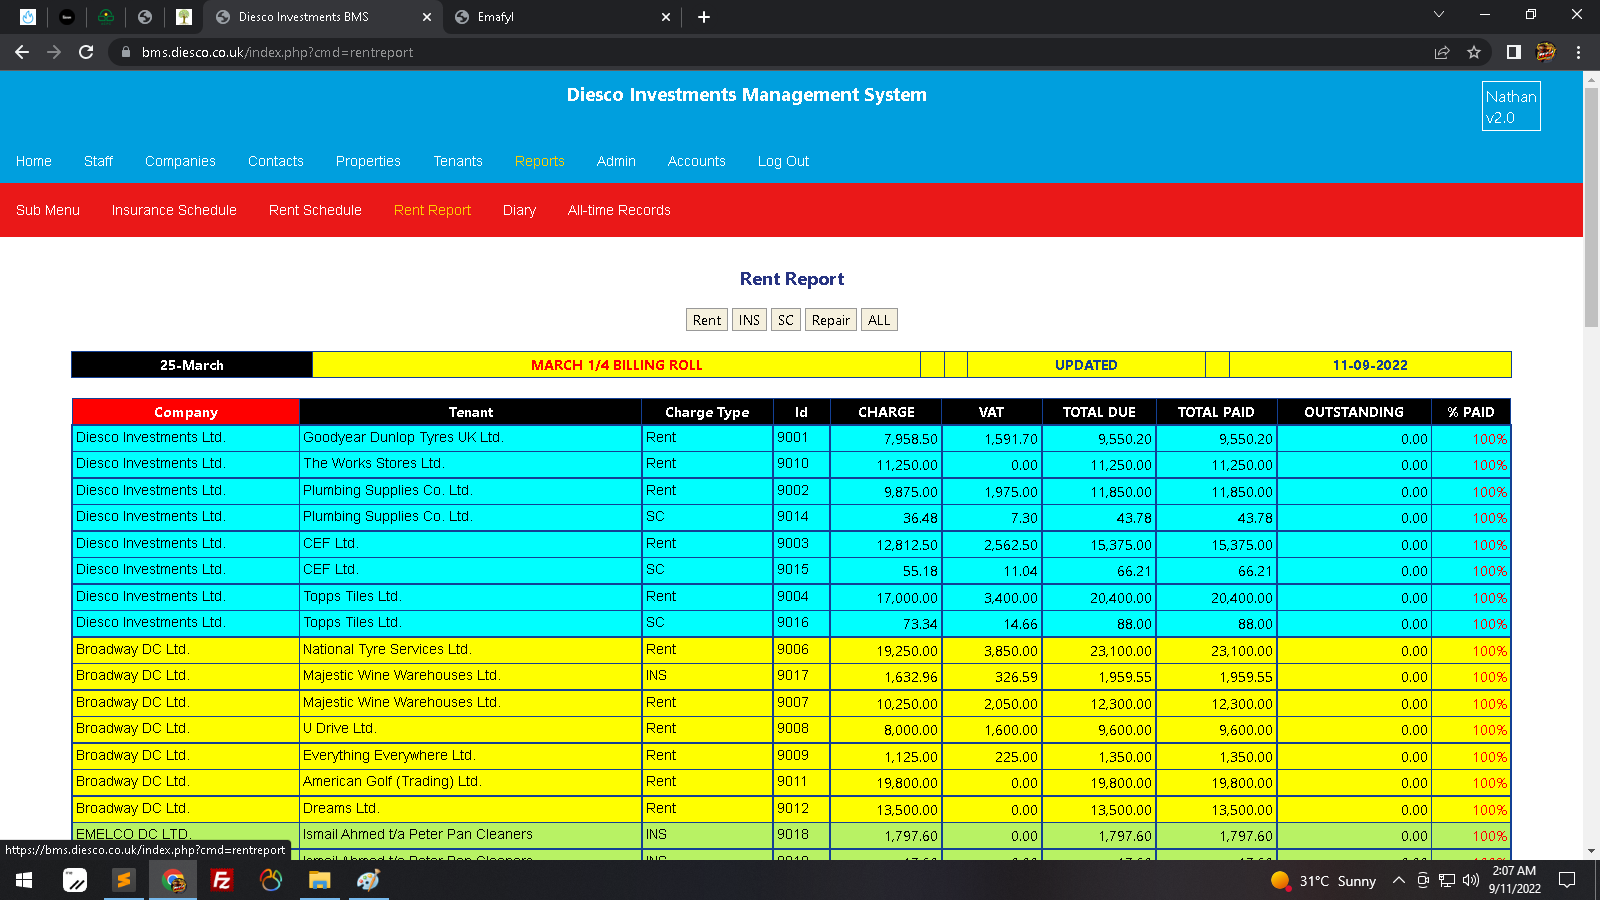 Diesco Investments BMS
Emafyl
bms.diesco.co.uk/index.php?cmd=rentreport
Diesco Investments Management System
Nathan
v2.0
Home Staff Companies Contacts Properties Tenants Reports Admin Accounts Log Out
Sub Menu Insurance Schedule Rent Schedule Rent Report Diary All-time Records
Rent Report
Rent INS SC Repair ALL
25-March MARCH 1/4 BILLING ROLL UPDATED 11-09-2022
Company Tenant Charge Type Id CHARGE VAT TOTAL DUE TOTAL PAID OUTSTANDING % PAID
Diesco Investments Ltd. Goodyear Dunlop Tyres UK Ltd. Rent 9001 7,958.50 1,591.70 9,550.20 9,550.20 0.00 100%
Diesco Investments Ltd. The Works Stores Ltd. Rent 9010 11,250.00 0.00 11,250.00 11,250.00 0.00 100%
Diesco Investments Ltd. Plumbing Supplies Co. Ltd. Rent 9002 9,875.00 1,975.00 11,850.00 11,850.00 0.00 100%
Diesco Investments Ltd. Plumbing Supplies Co. Ltd. SC 9014 36.48 7.30 43.78 43.78 0.00 100%
Diesco Investments Ltd. CEF Ltd. Rent 9003 12,812.50 2,562.50 15,375.00 15,375.00 0.00 100%
Diesco Investments Ltd. CEF Ltd. SC 9015 55.18 11.04 66.21 66.21 0.00 100%
Diesco Investments Ltd. Topps Tiles Ltd. Rent 9004 17,000.00 3,400.00 20,400.00 20,400.00 0.00 100%
Diesco Investments Ltd. Topps Tiles Ltd. SC 9016 73.34 14.66 88.00 88.00 0.00 100%
Broadway DC Ltd. National Tyre Services Ltd. Rent 9006 19,250.00 3,850.00 23,100.00 23,100.00 0.00 100%
Broadway DC Ltd. Majestic Wine Warehouses Ltd. INS 9017 1,632.96 326.59 1,959.55 1,959.55 0.00 100%
Broadway DC Ltd. Majestic Wine Warehouses Ltd. Rent 9007 10,250.00 2,050.00 12,300.00 12,300.00 0.00 100%
Broadway DC Ltd. U Drive Ltd. Rent 9008 8,000.00 1,600.00 9,600.00 9,600.00 0.00 100%
Broadway DC Ltd. Everything Everywhere Ltd. Rent 9009 1,125.00 225.00 1,350.00 1,350.00 0.00 100%
Broadway DC Ltd. American Golf (Trading) Ltd. Rent 9011 19,800.00 0.00 19,800.00 19,800.00 0.00 100%
Broadway DC Ltd. Dreams Ltd. Rent 9012 13,500.00 0.00 13,500.00 13,500.00 0.00 100%
EMELCO DC LTD. Ismail Ahmed t/a Peter Pan Cleaners INS 9018 1,797.60 0.00 1,797.60 1,797.60 0.00 100%
https://bms.diesco.co.uk/index.php?cmd=rentreport
31°C Sunny
2:07 AM
9/11/2022